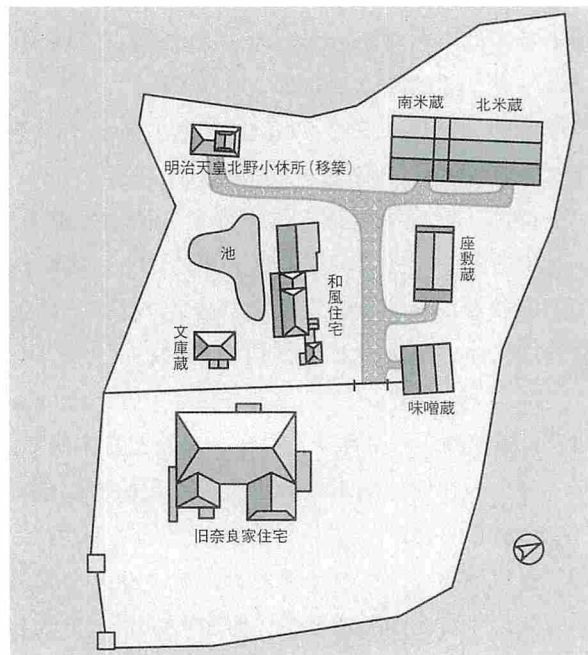 南米蔵
北米蔵
明治天皇北野小休所(移築)
池
座敷蔵
和風住宅
文庫蔵
味噌蔵
旧奈良家住宅